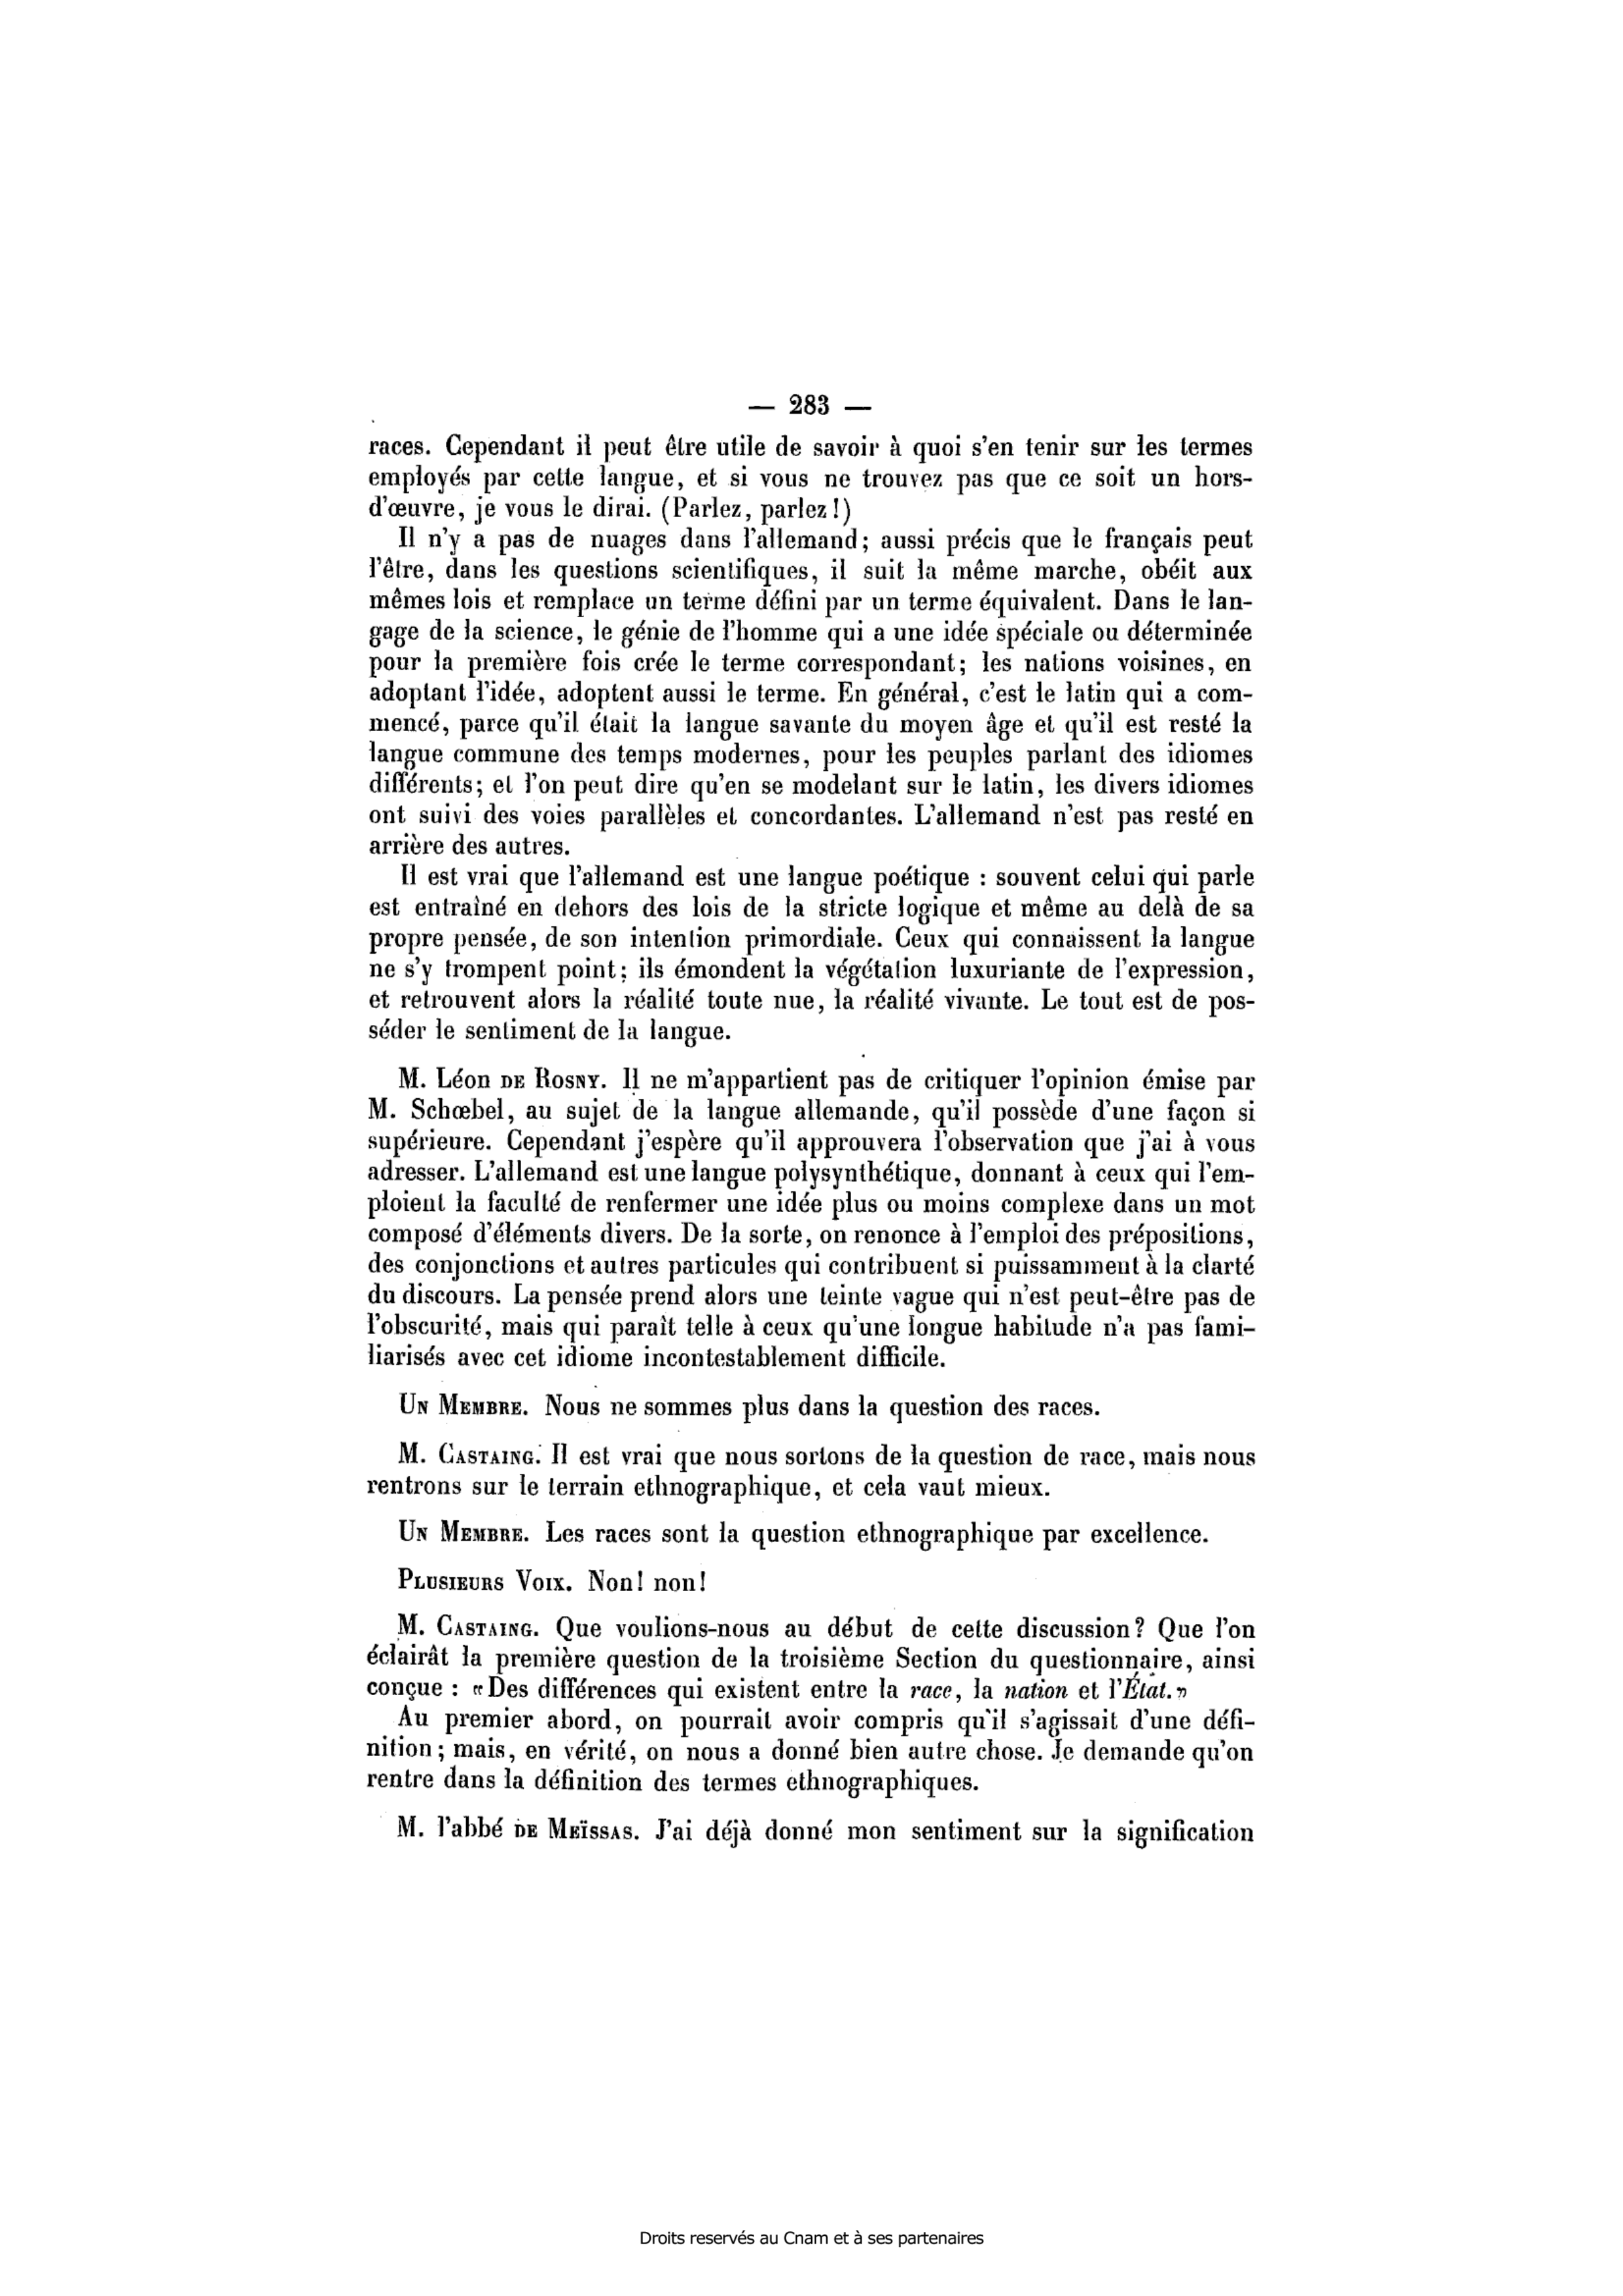 — 283 —
races. Cependant il peut être utile de savoir à quoi s'en tenir sur les termes
employés par cette langue, et si vous ne trouvez pas que ce soit un hors-
d'œuvre, je vous le dirai. (Parlez, parlez!)
Il n'y a pas de nuages dans l'allemand; aussi précis que le français peut
l'être, dans les questions scientifiques, il suit la même marche, obéit aux
mêmes lois et remplace un terme défini par un terme équivalent. Dans le lan-
gage de la science, le génie de l'homme qui a une idée spéciale ou déterminée
pour la première fois crée le terme correspondant; les nations voisines, en
adoptant l'idée, adoptent aussi le terme. En général, c'est le latin qui a com-
mencé, parce qu'il était la langue savante du moyen âge et qu'il est resté la
langue commune des temps modernes, pour les peuples parlant des idiomes
différents; et l'on peut dire qu'en se modelant sur le latin, les divers idiomes
ont suivi des voies parallèles et concordantes. L'allemand n'est pas resté en
arrière des autres.
Il est vrai que l'allemand est une langue poétique : souvent celui qui parle
est entraîné en dehors des lois de la stricte logique et même au delà de sa
propre pensée, de son intention primordiale. Ceux qui connaissent la langue
ne s'y trompent point; ils émondent la végétation luxuriante de l'expression,
et retrouvent alors la réalité toute nue, la réalité vivante. Le tout est de pos-
séder le sentiment de la langue.
M. Léon DE ROSNY. Il ne m'appartient pas de critiquer l'opinion émise par
M. Schœbel, au sujet de la langue allemande, qu'il possède d'une façon si
supérieure. Cependant j'espère qu'il approuvera l'observation que j'ai à vous
adresser. L'allemand est une langue polysynthétique, donnant à ceux qui l'em-
ploient la faculté de renfermer une idée plus ou moins complexe dans un mot
composé d'éléments divers. De la sorte, on renonce à l'emploi des prépositions,
des conjonctions et autres particules qui contribuent si puissamment à la clarté
du discours. La pensée prend alors une teinte vague qui n'est peut-être pas de
l'obscurité, mais qui paraît telle à ceux qu'une longue habitude n'a pas fami-
liarisés avec cet idiome incontestablement difficile.
UN MEMBRE. Nous ne sommes plus dans la question des races.
M. CASTAING. Il est vrai que nous sortons de la question de race, mais nous
rentrons sur le terrain ethnographique, et cela vaut mieux.
UN MEMBRE. Les races sont la question ethnographique par excellence.
PLUSIEURS VOIX. Non! non!
M. CASTAING. Que voulions-nous au début de cette discussion? Que l'on
éclairât la première question de la troisième Section du questionnaire, ainsi
conçue : «Des différences qui existent entre la race, la nation et l'État.»
Au premier abord, on pourrait avoir compris qu'il s'agissait d'une défi-
nition; mais, en vérité, on nous a donné bien autre chose. Je demande qu'on
rentre dans la définition des termes ethnographiques.
M. l'abbé DE MEÏSSAS. J'ai déjà donné mon sentiment sur la signification
Droits reservés au Cnam et à ses partenaires